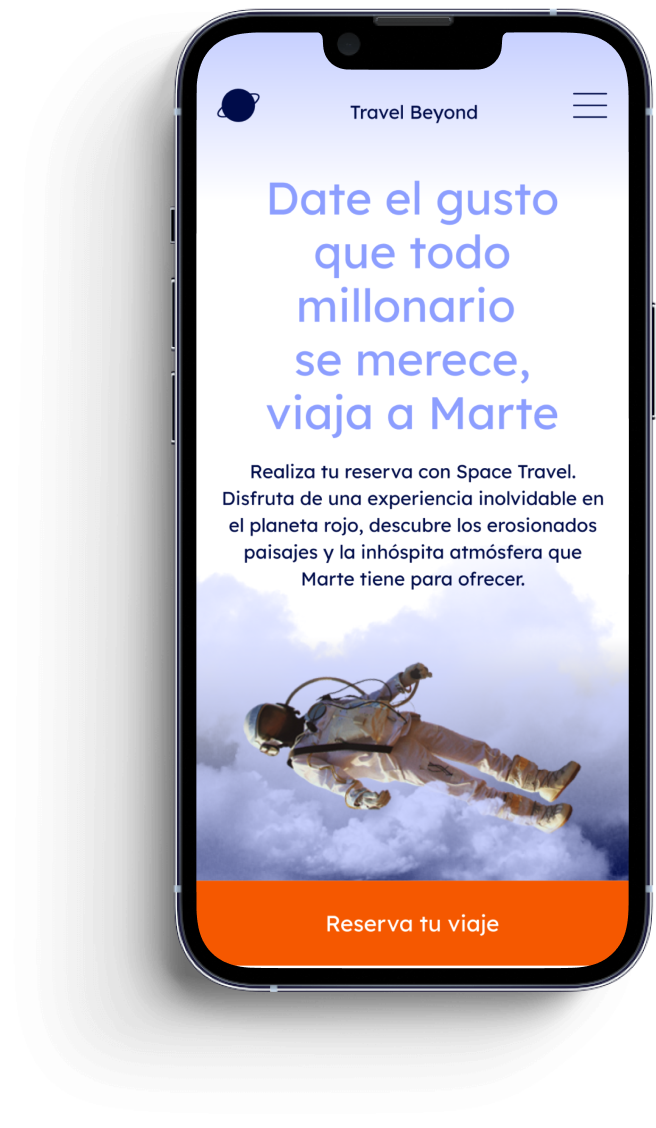 Travel Beyond
Date el gusto
que todo
millonario
se merece,
viaja a Marte
Realiza tu reserva con Space Travel.
Disfruta de una experiencia inolvidable en
el planeta rojo, descubre los erosionados
paisajes y la inhóspita atmósfera que
Marte tiene para ofrecer.
Reserva tu viaje